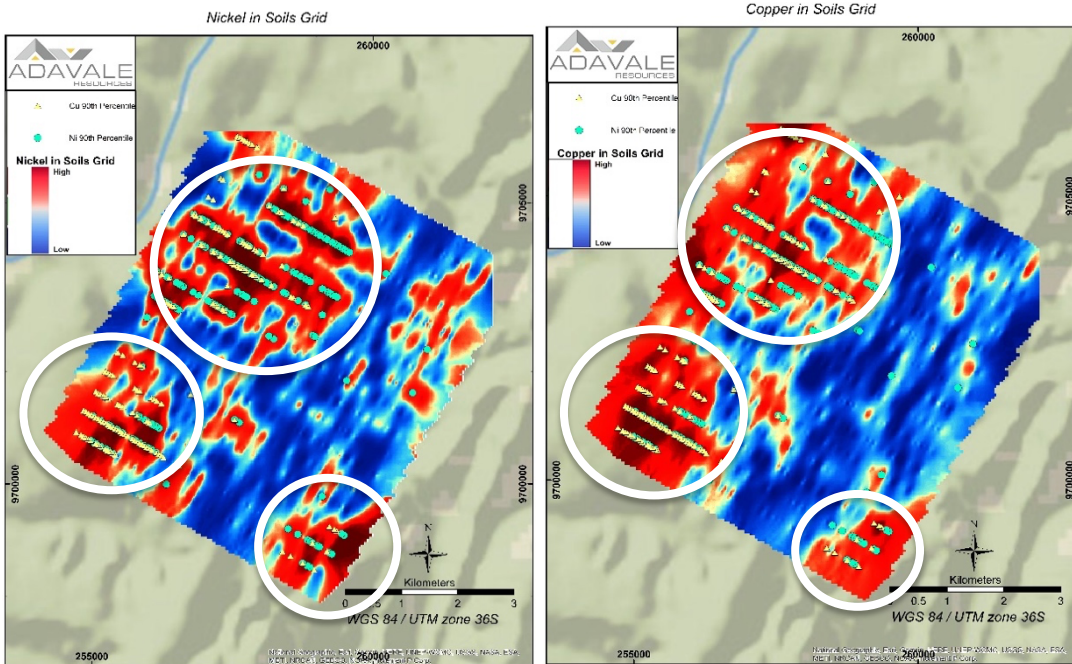 Nickel in Soils Grid
260000
ADAVALE
RESOURCES
Cu 90th Percentile
Ni 90th Percentile
Nickel in Soils Grid
High
Low
9705000
9700000
N
Kilometers
0 0.5 1 2 3
WGS 84 / UTM zone 36S
255000
Copper in Soils Grid
260000
ADAVALE
RESOURCES
Cu 90th Percentile
Ni 90th Percentile
Copper in Soils Grid
High
Low
9705000
9700000
9700000
Kilometers
0 0.5 1 2 3
WGS 84 / UTM zone 36S
255000